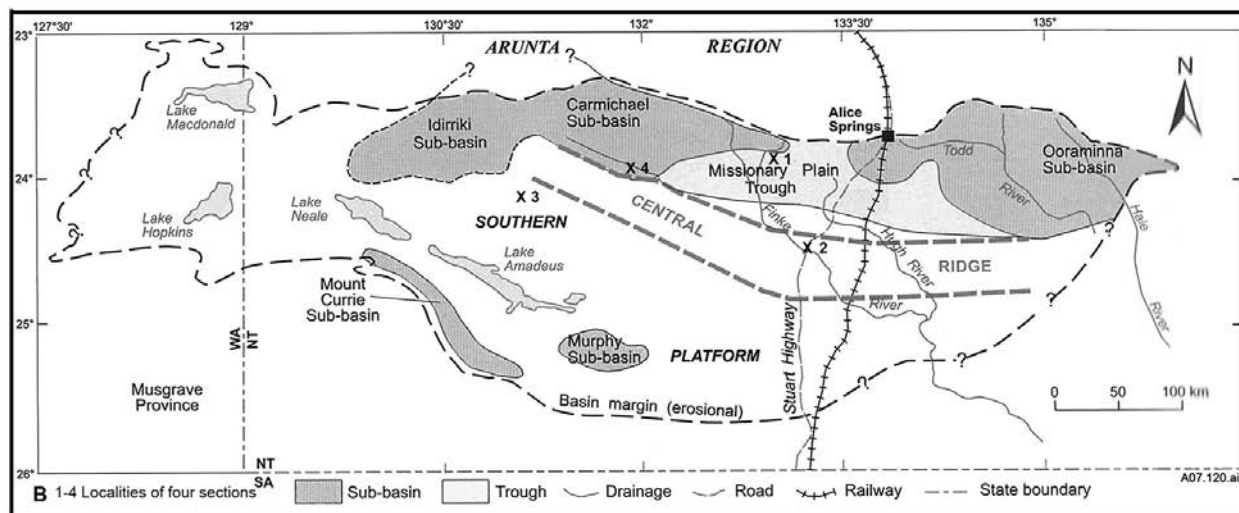 127°30'
129°
130°30'
132°
133°30'
135°
23°
ARUNTA REGION
N
?
?
Lake
Macdonald
Carmichael
Sub-basin
Idirriki
Sub-basin
Alice
Springs
Todd
Ooraminna
Sub-basin
X 1
X 4
Missionary Plain
Trough
24°
?
X 3
Lake
Hopkins
Lake
Neale
SOUTHERN
CENTRAL
Finke
River
Hale
River
?
?
X 2
Hugh River
RIDGE
Lake
Amadeus
Mount
Currie
Sub-basin
River
?
25°
WA
NT
Murphy
Sub-basin
PLATFORM
Stuart Highway
?
?
Musgrave
Province
Basin margin (erosional)
0 50 100 km
26°
NT
SA
B 1-4 Localities of four sections
Sub-basin
Trough
Drainage
Road
Railway
State boundary
A07.120.ai